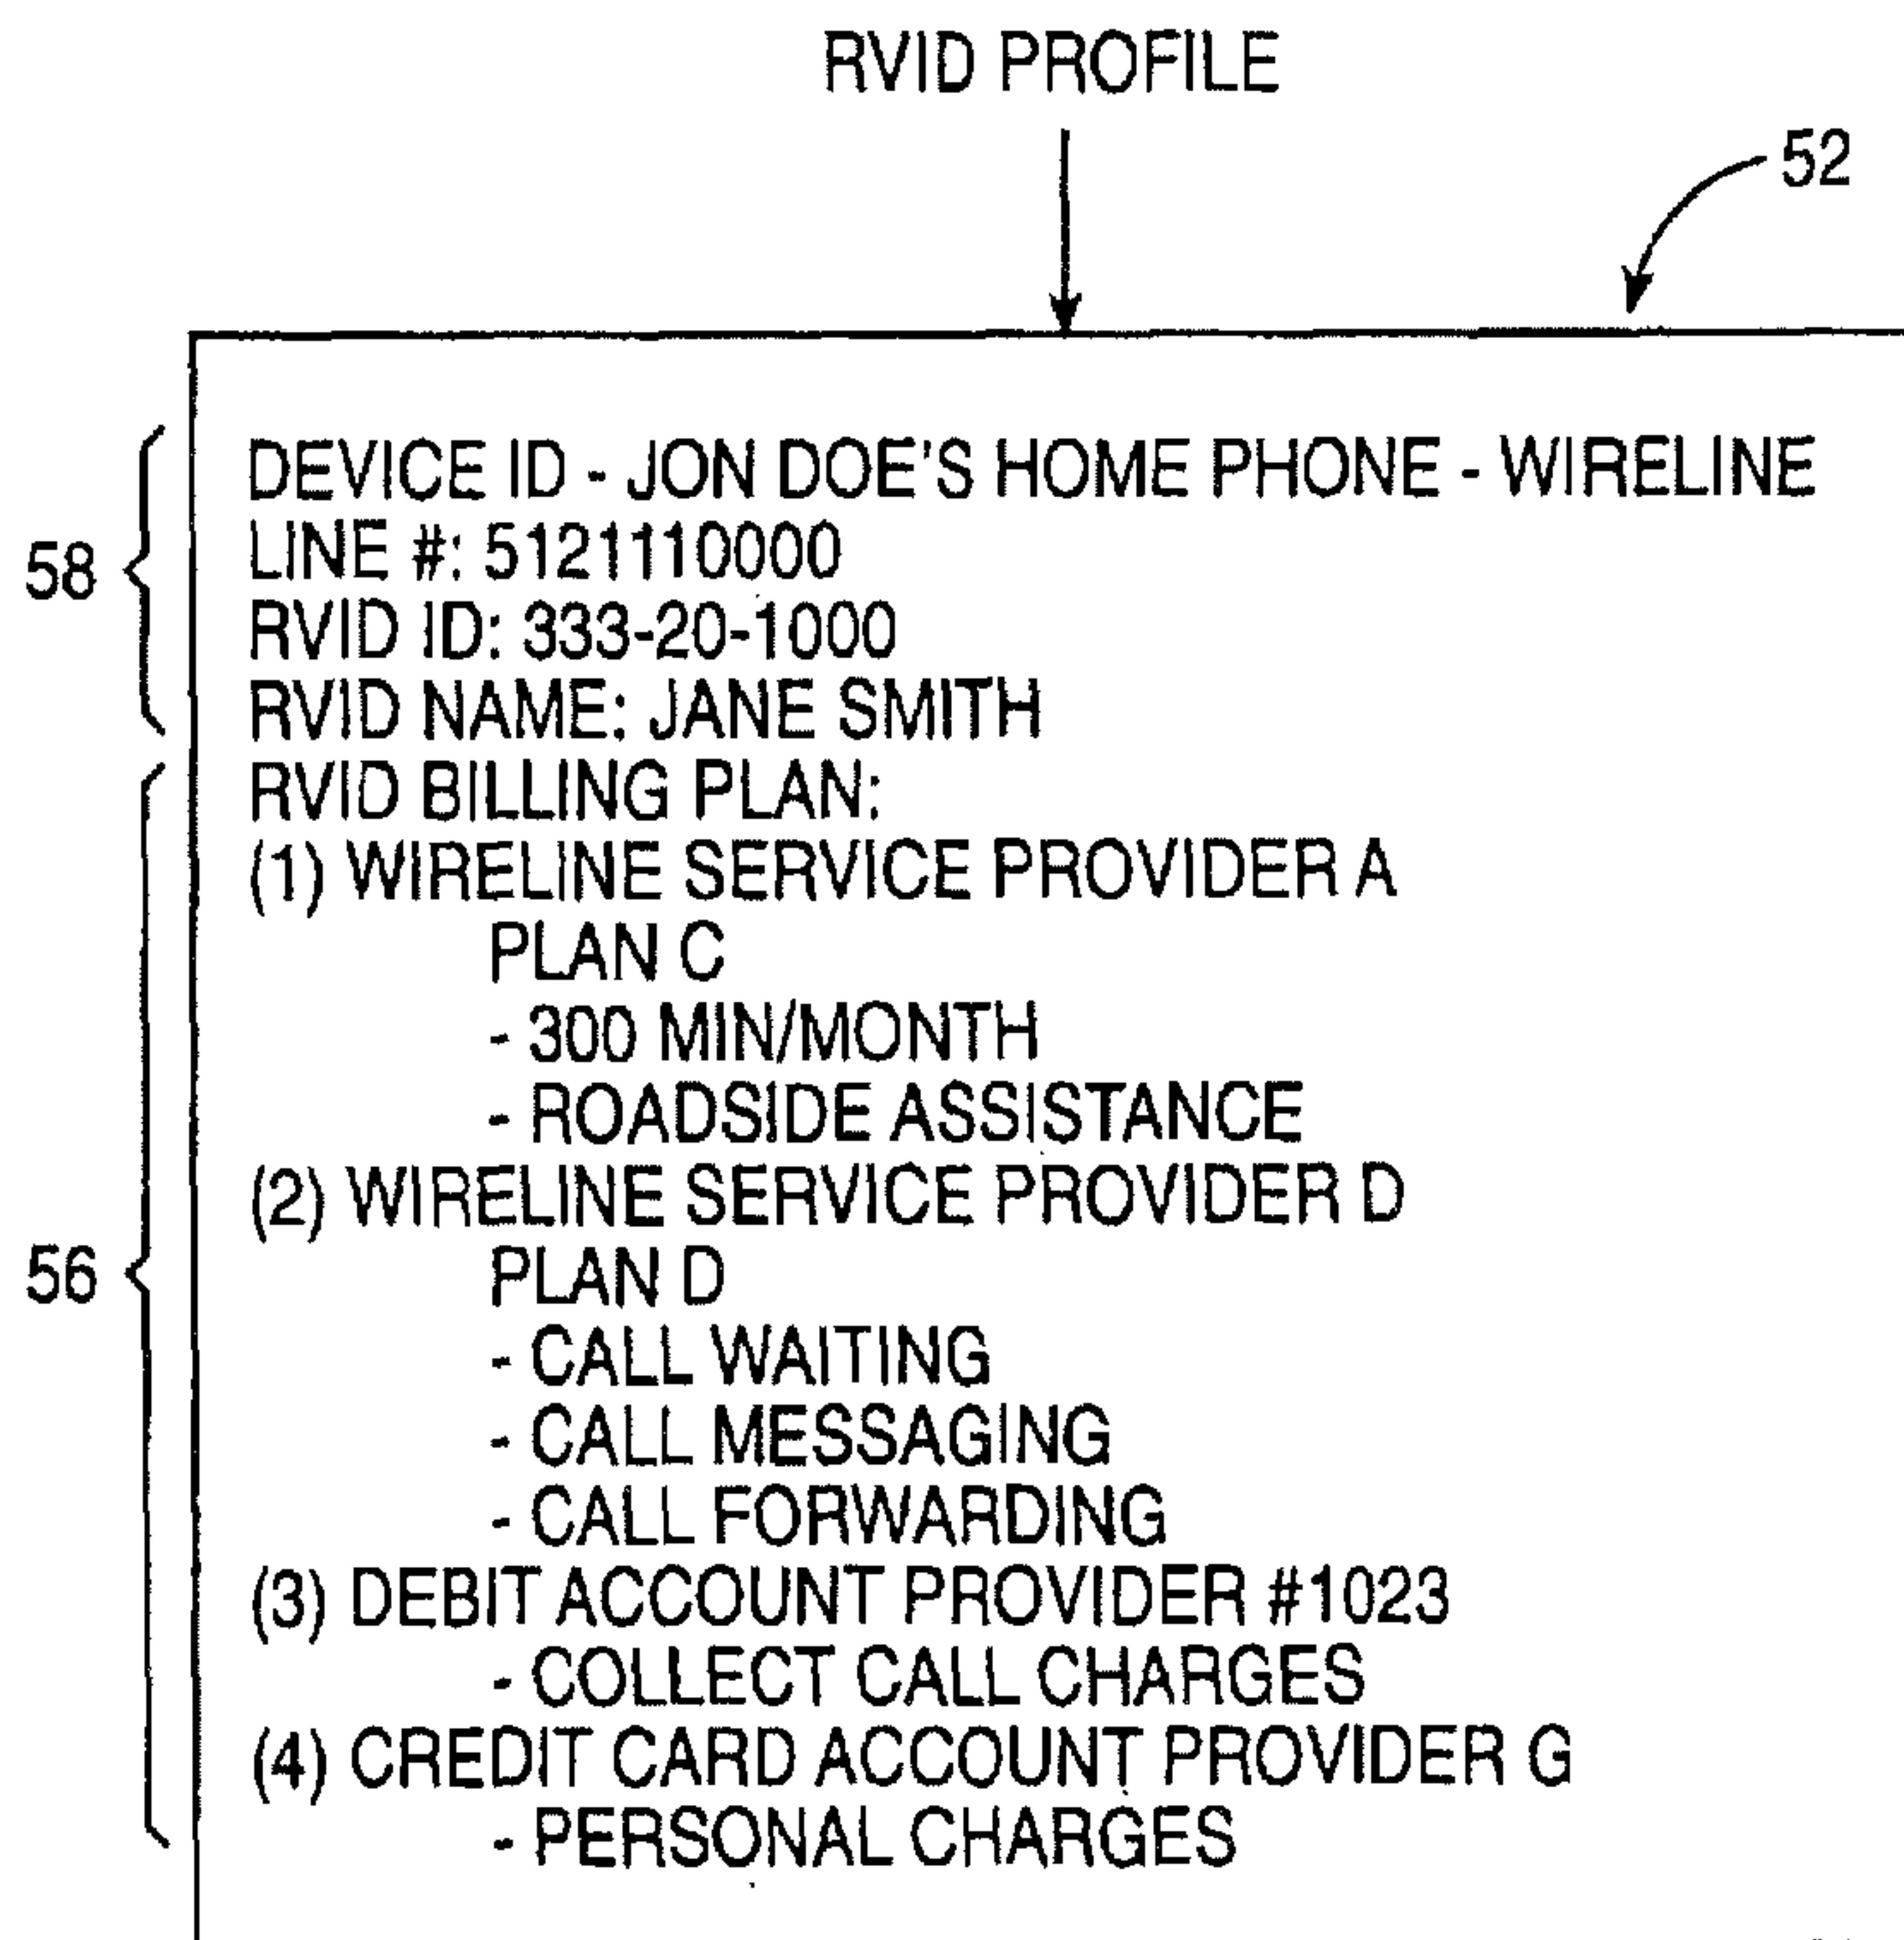 RVID PROFILE
52
58
DEVICE ID - JON DOE'S HOME PHONE - WIRELINE
LINE #: 5121110000
RVID ID: 333-20-1000
RVID NAME: JANE SMITH
56
RVID BILLING PLAN:
(1) WIRELINE SERVICE PROVIDER A
PLAN C
- 300 MIN/MONTH
- ROADSIDE ASSISTANCE
(2) WIRELINE SERVICE PROVIDER D
PLAN D
- CALL WAITING
- CALL MESSAGING
- CALL FORWARDING
(3) DEBIT ACCOUNT PROVIDER #1023
- COLLECT CALL CHARGES
(4) CREDIT CARD ACCOUNT PROVIDER G
- PERSONAL CHARGES